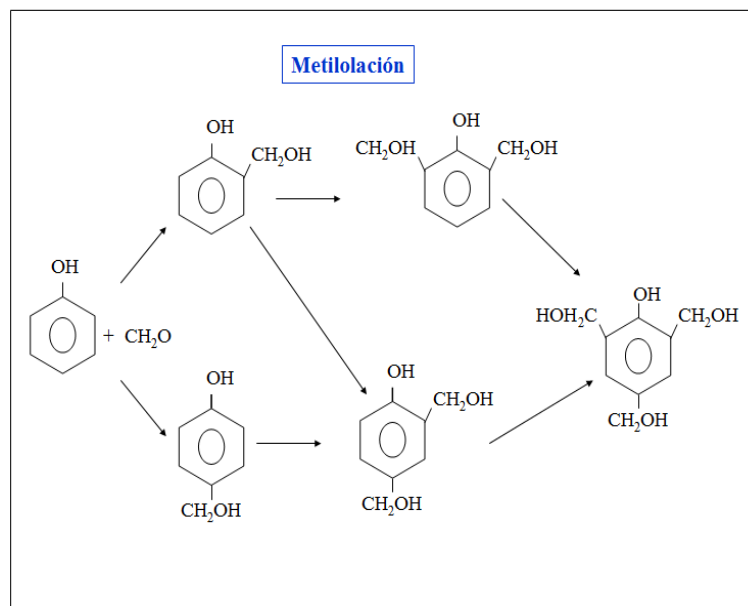 Metilolación
OH
CH₂OH
OH
CH₂OH
CH₂OH
OH
+ CH₂O
OH
HOH₂C
CH₂OH
CH₂OH
OH
CH₂OH
OH
CH₂OH
CH₂OH